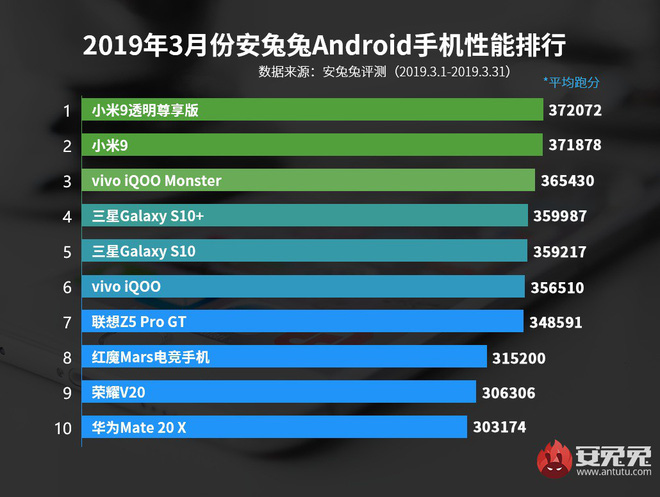 2019年3月份安兔兔Android手机性能排行
数据来源：安兔兔评测（2019.3.1-2019.3.31）
*平均跑分
1 小米9透明尊享版 372072
2 小米9 371878
3 vivo iQOO Monster 365430
4 三星Galaxy S10+ 359987
5 三星Galaxy S10 359217
6 vivo iQOO 356510
7 联想Z5 Pro GT 348591
8 红魔Mars电竞手机 315200
9 荣耀V20 306306
10 华为Mate 20 X 303174
安兔兔
www.antutu.com